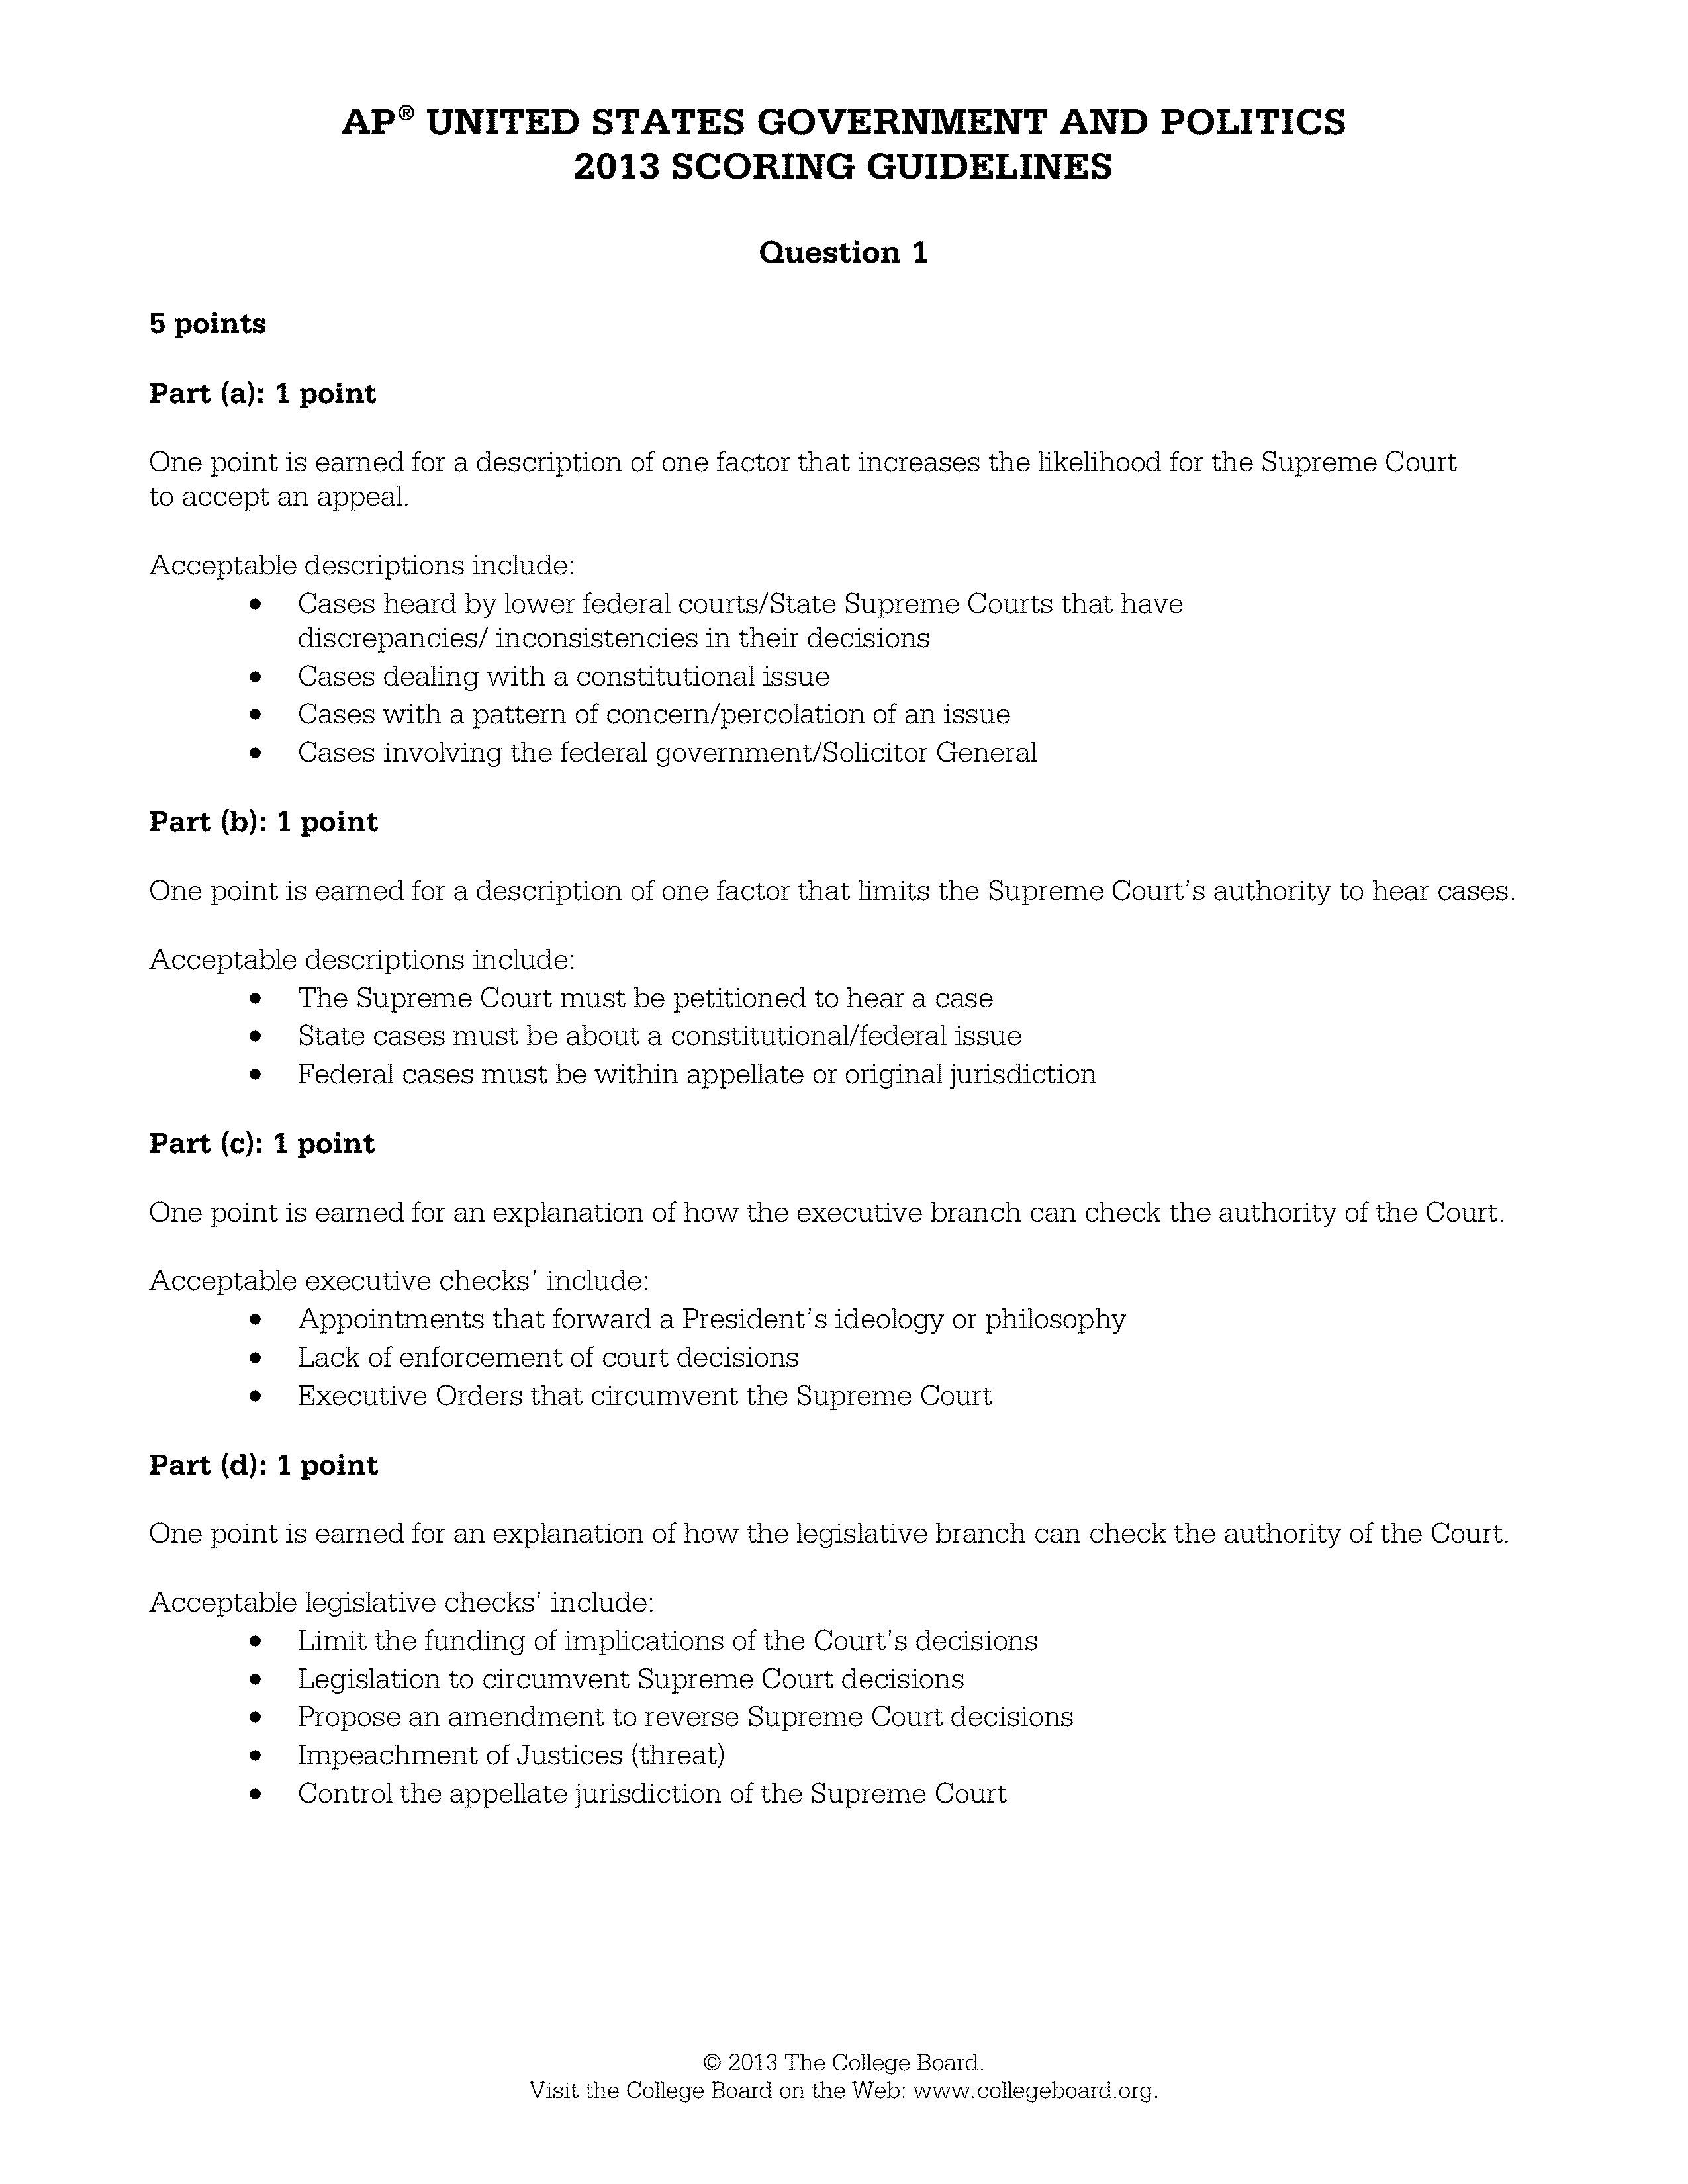 AP® UNITED STATES GOVERNMENT AND POLITICS
2013 SCORING GUIDELINES
Question 1
5 points
Part (a): 1 point
One point is earned for a description of one factor that increases the likelihood for the Supreme Court
to accept an appeal.
Acceptable descriptions include:
• Cases heard by lower federal courts/State Supreme Courts that have
discrepancies/ inconsistencies in their decisions
• Cases dealing with a constitutional issue
• Cases with a pattern of concern/percolation of an issue
• Cases involving the federal government/Solicitor General
Part (b): 1 point
One point is earned for a description of one factor that limits the Supreme Court's authority to hear cases.
Acceptable descriptions include:
• The Supreme Court must be petitioned to hear a case
• State cases must be about a constitutional/federal issue
• Federal cases must be within appellate or original jurisdiction
Part (c): 1 point
One point is earned for an explanation of how the executive branch can check the authority of the Court.
Acceptable executive checks' include:
• Appointments that forward a President's ideology or philosophy
• Lack of enforcement of court decisions
• Executive Orders that circumvent the Supreme Court
Part (d): 1 point
One point is earned for an explanation of how the legislative branch can check the authority of the Court.
Acceptable legislative checks' include:
• Limit the funding of implications of the Court's decisions
• Legislation to circumvent Supreme Court decisions
• Propose an amendment to reverse Supreme Court decisions
• Impeachment of Justices (threat)
• Control the appellate jurisdiction of the Supreme Court
© 2013 The College Board.
Visit the College Board on the Web: www.collegeboard.org.